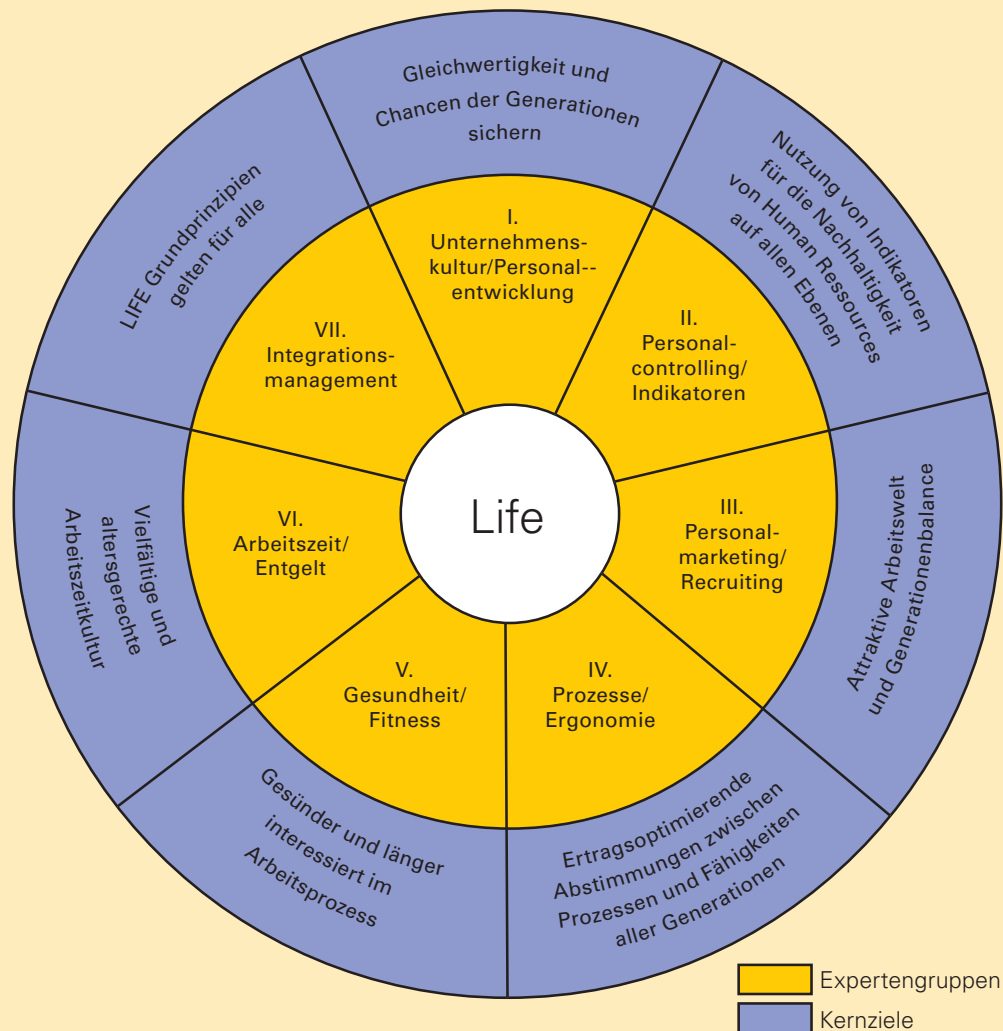 Gleichwertigkeit und
Chancen der Generationen
sichern
Nutzung von Indikatoren
für die Nachhaltigkeit
von Human Ressources
auf allen Ebenen
Attraktive Arbeitswelt
und Generationenbalance
Ertragsoptimierende
Abstimmungen zwischen
Prozessen und Fähigkeiten
aller Generationen
Gesünder und länger
interessiert im
Arbeitsprozess
Vielfältige und
altersgerechte
Arbeitszeitkultur
LIFE Grundprinzipien
gelten für alle
I.
Unternehmens-
kultur/Personal--
entwicklung
II.
Personal-
controlling/
Indikatoren
III.
Personal-
marketing/
Recruiting
IV.
Prozesse/
Ergonomie
V.
Gesundheit/
Fitness
VI.
Arbeitszeit/
Entgelt
VII.
Integrations-
management
Life
Expertengruppen
Kernziele